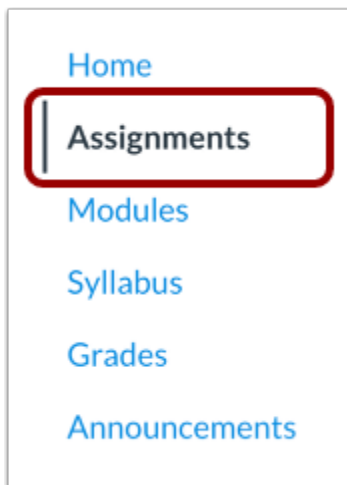 Home
Assignments
Modules
Syllabus
Grades
Announcements